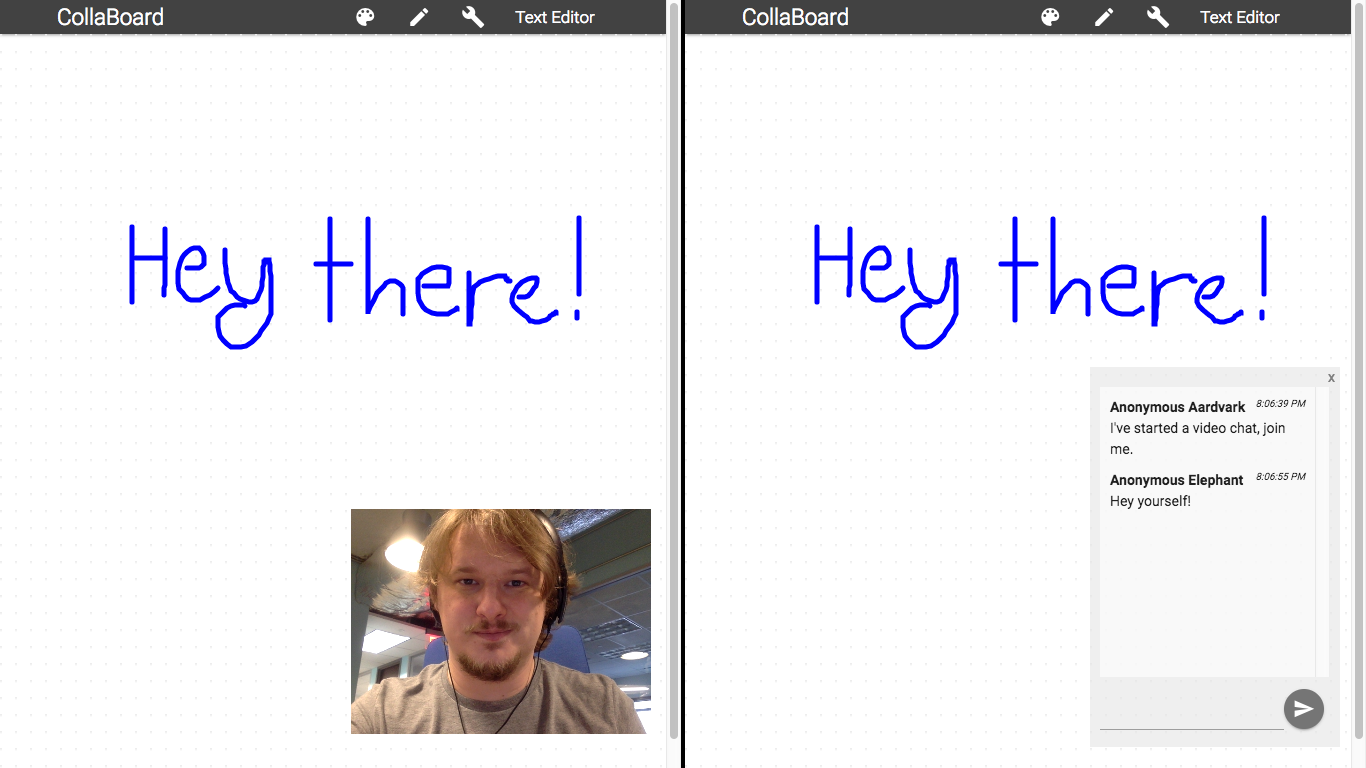 CollaBoard Text Editor
Hey there!
CollaBoard Text Editor
Hey there!
x
Anonymous Aardvark 8:06:39 PM
I've started a video chat, join
me.
Anonymous Elephant 8:06:55 PM
Hey yourself!